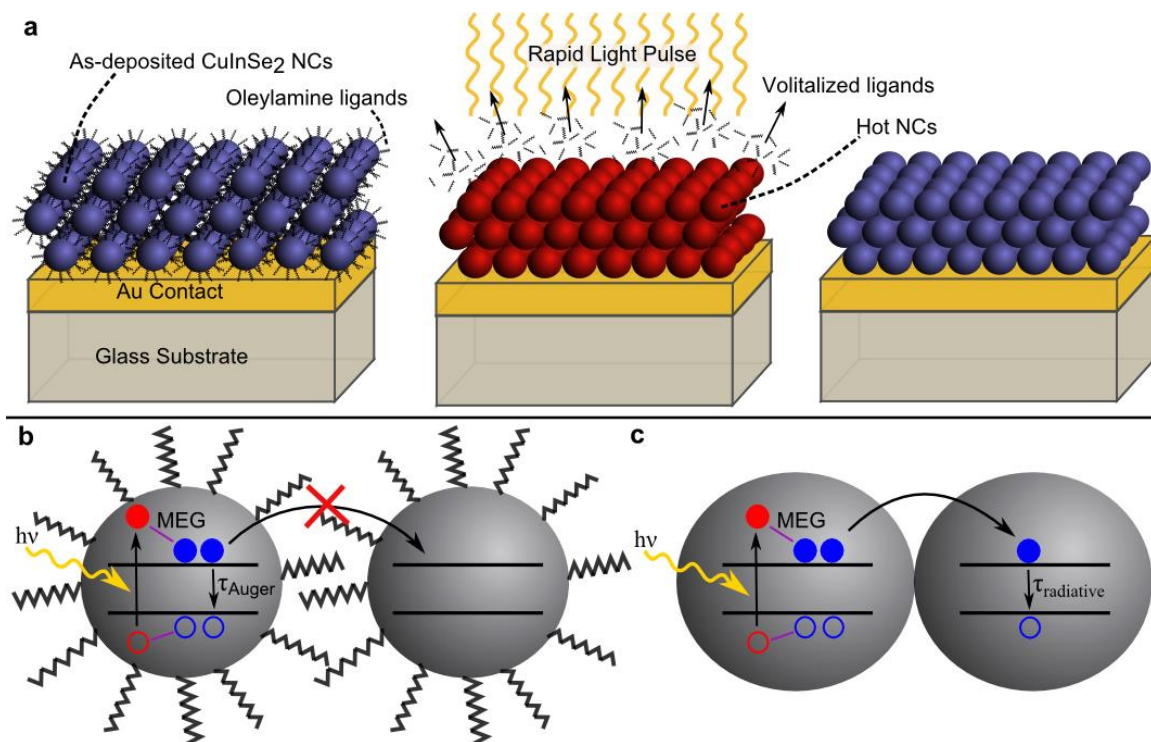 a
As-deposited CuInSe2 NCs
Oleylamine ligands
Rapid Light Pulse
Volitalized ligands
Hot NCs
Au Contact
Glass Substrate
b
hν
MEG
τAuger
c
hν
MEG
τradiative